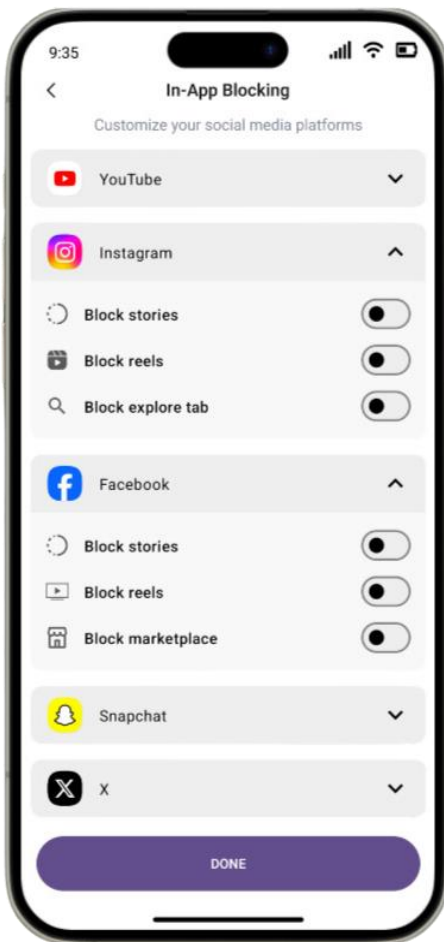 9:35
In-App Blocking
Customize your social media platforms
YouTube
Instagram
Block stories
Block reels
Block explore tab
Facebook
Block stories
Block reels
Block marketplace
Snapchat
X
DONE